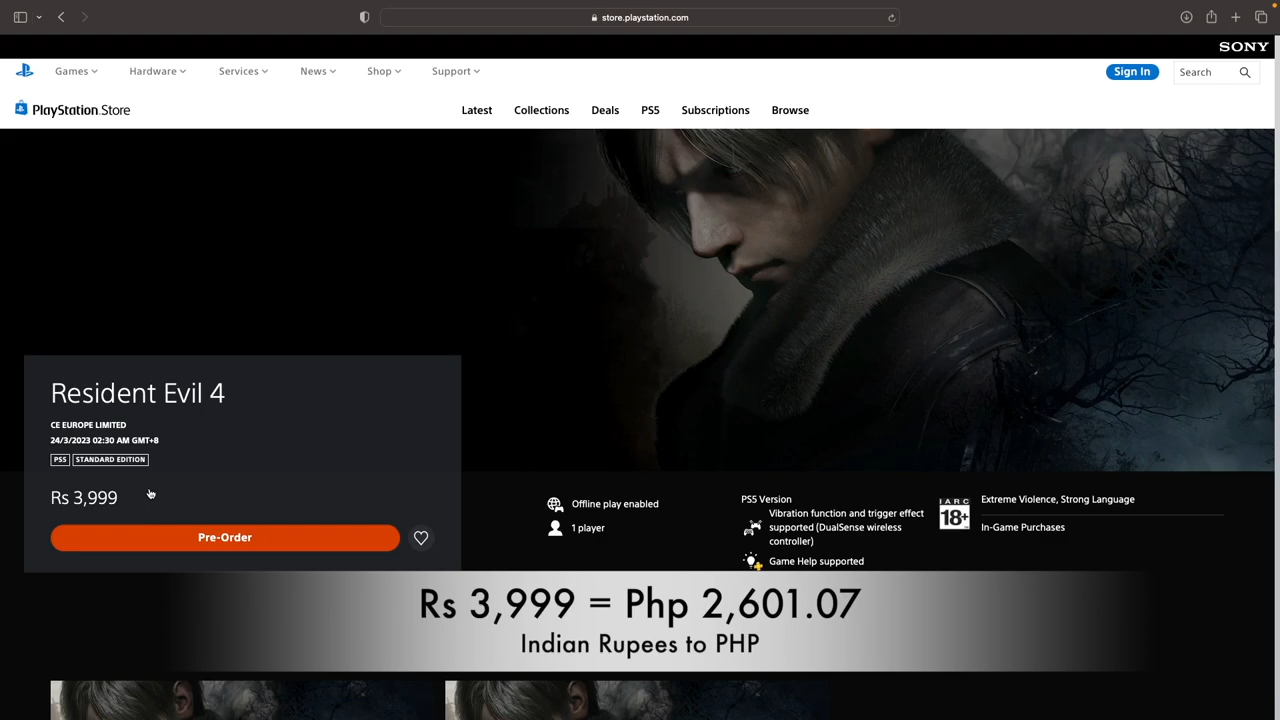 store.playstation.com
SONY
Games
Hardware
Services
News
Shop
Support
Sign In
Search
PlayStation.Store
Latest
Collections
Deals
PS5
Subscriptions
Browse
Resident Evil 4
CE EUROPE LIMITED
24/3/2023 02:30 AM GMT+8
PS5
STANDARD EDITION
Rs 3,999
Pre-Order
Offline play enabled
1 player
PS5 Version
Vibration function and trigger effect
supported (DualSense wireless
controller)
Game Help supported
IARC
18+
Extreme Violence, Strong Language
In-Game Purchases
Rs 3,999 = Php 2,601.07
Indian Rupees to PHP